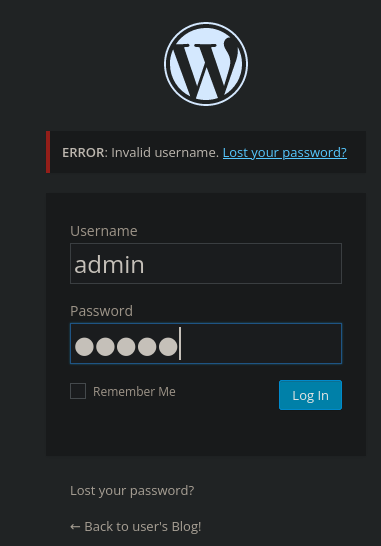 ERROR: Invalid username. Lost your password?
Username
admin
Password
●●●●●
Remember Me
Log In
Lost your password?
← Back to user's Blog!